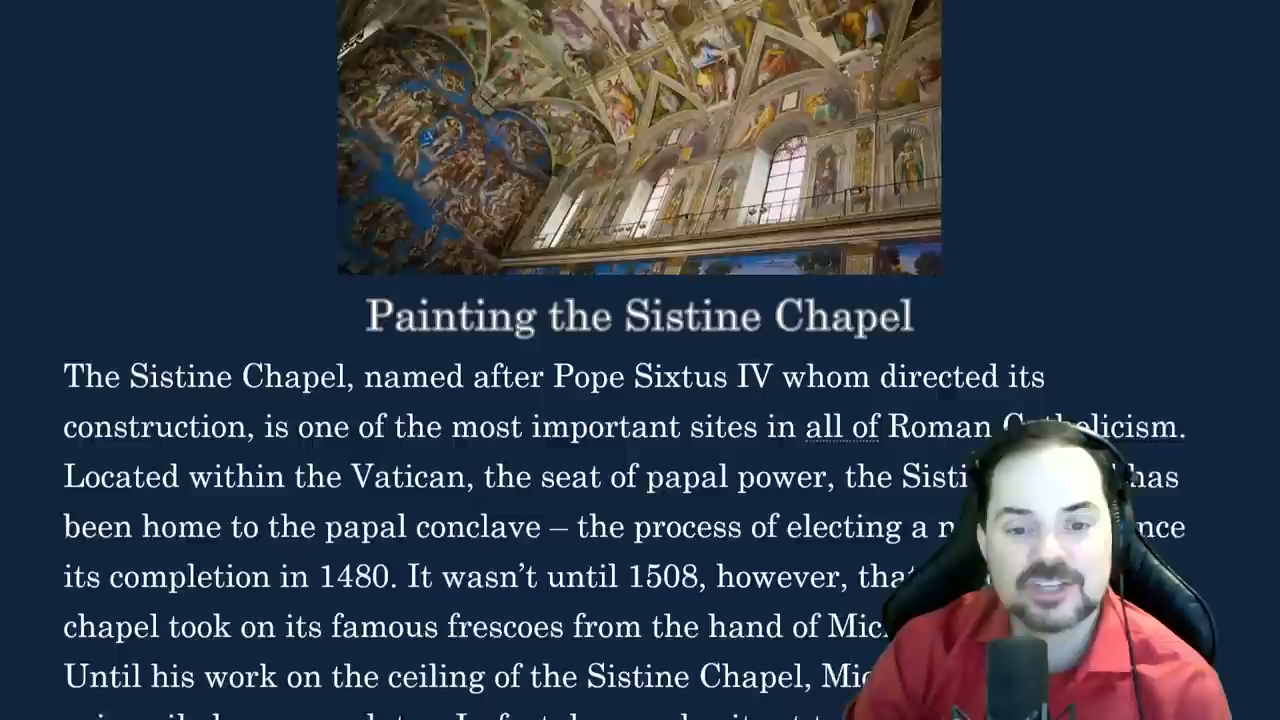 Painting the Sistine Chapel
The Sistine Chapel, named after Pope Sixtus IV whom directed its
construction, is one of the most important sites in all of Roman Catholicism.
Located within the Vatican, the seat of papal power, the has
been home to the papal conclave – the process of electing a
its completion in 1480. It wasn’t until 1508, however,
chapel took on its famous frescoes from the hand of
Until his work on the ceiling of the Sistine Chapel,